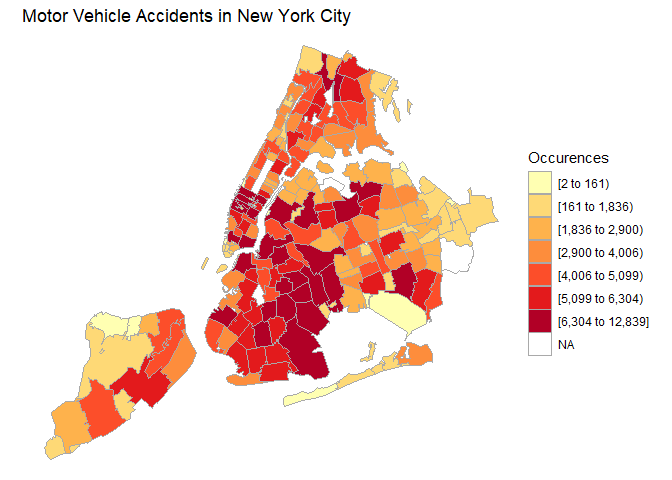 Motor Vehicle Accidents in New York City
Occurences
[2 to 161)
[161 to 1,836)
[1,836 to 2,900)
[2,900 to 4,006)
[4,006 to 5,099)
[5,099 to 6,304)
[6,304 to 12,839]
NA